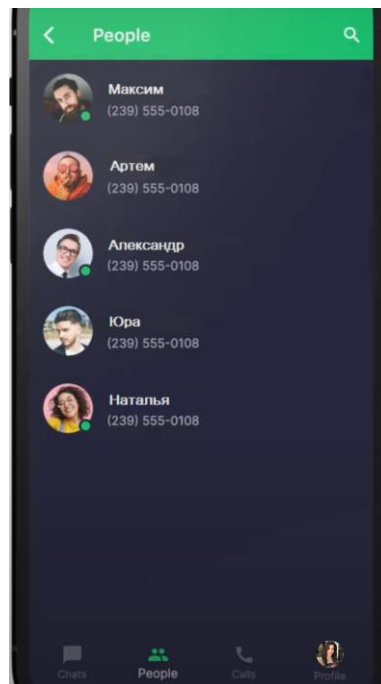 People
Максим
(239) 555-0108
Артем
(239) 555-0108
Александр
(239) 555-0108
Юра
(239) 555-0108
Наталья
(239) 555-0108
Chats
People
Calls
Profile